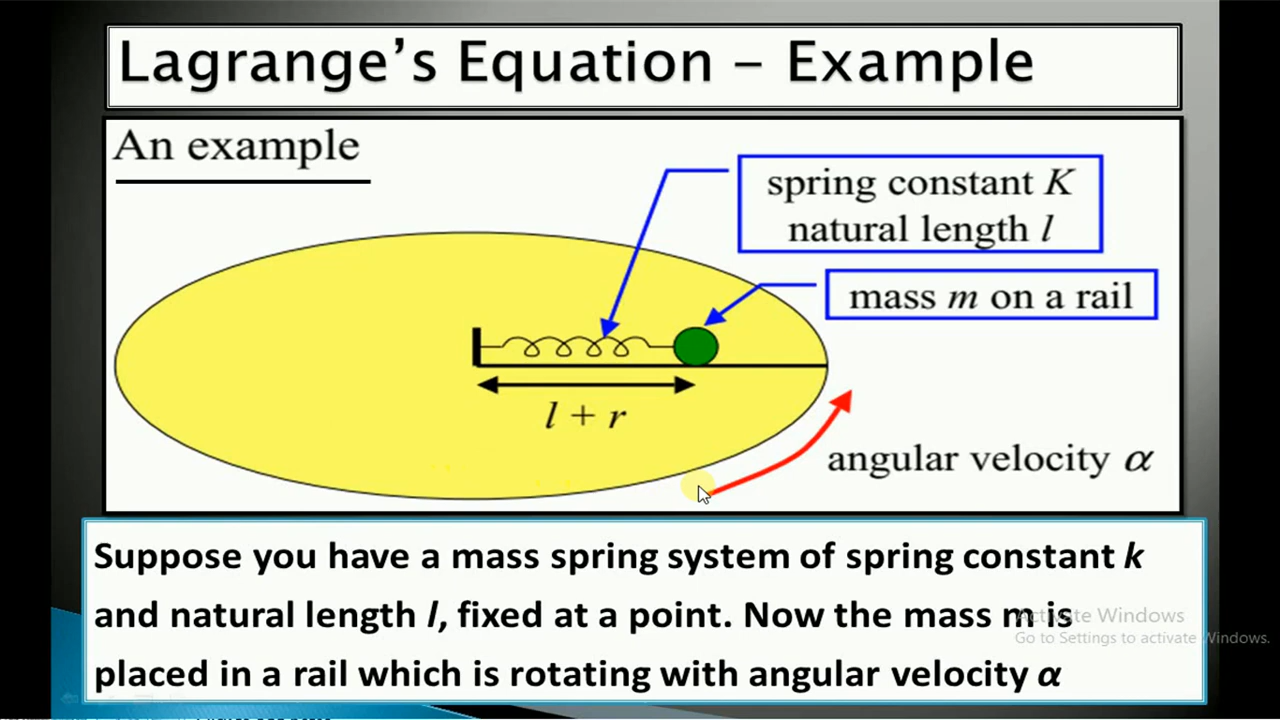 Lagrange's Equation – Example
An example
spring constant K
natural length l
mass m on a rail
l + r
angular velocity α
Suppose you have a mass spring system of spring constant k
and natural length l, fixed at a point. Now the mass m is
placed in a rail which is rotating with angular velocity α
Activate Windows
Go to Settings to activate Windows.